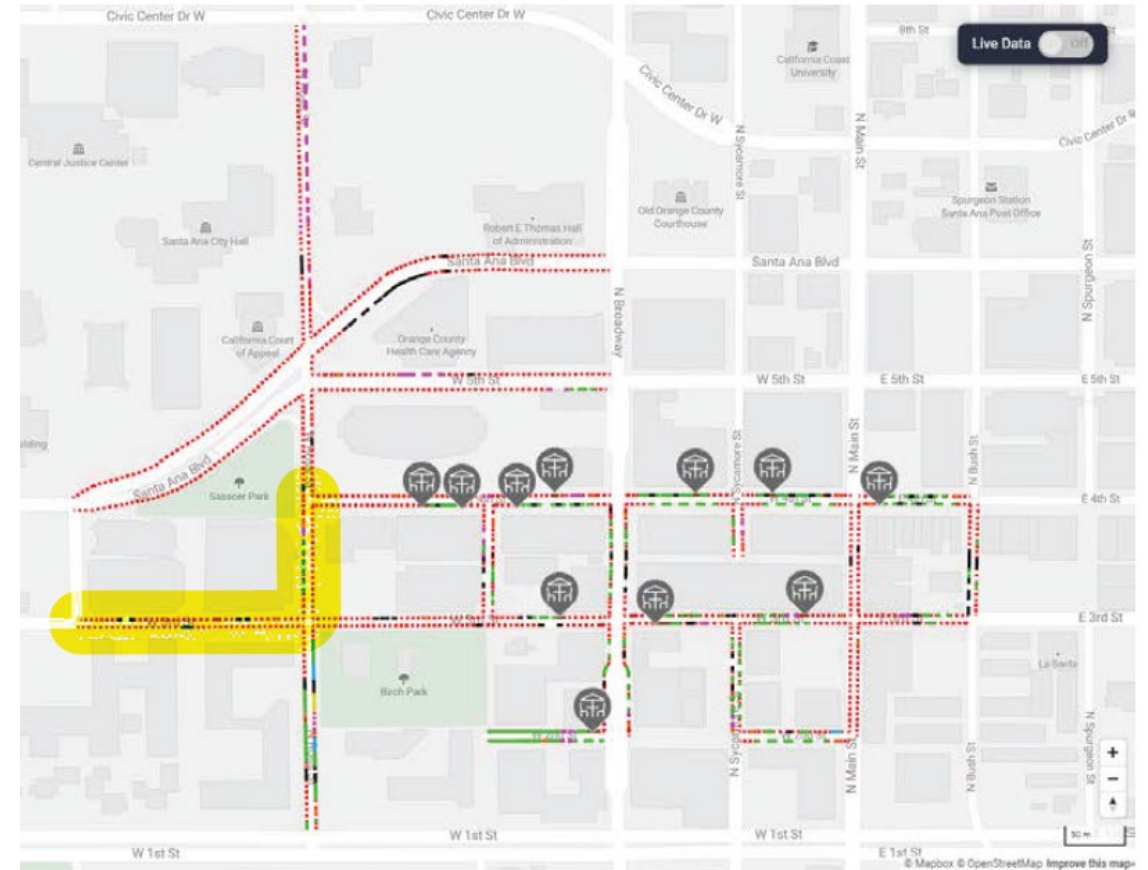 Civic Center Dr W
Civic Center Dr W
8th St
St
Live Data
Off
California Coast
University
Civic Center Dr W
N Sycamore St
N Main St
Civic Center Dr
Central Justice Center
Old Orange County
Courthouse
Spurgeon Station
Santa Ana Post Office
Santa Ana City Hall
Robert E Thomas Hall
of Administration
Santa Ana Blvd
Santa Ana Blvd
N Spurgeon St
N Broadway
California Court
of Appeal
Orange County
Health Care Agency
W 5th St
W 5th St
E 5th St
E 5th St
ilding
Santa Ana Blvd
Sasscer Park
N Sycamore St
N Main St
N Bush St
E 4th St
E 3rd St
La Santa
Birch Park
N Main St
N Bush St
N Spurgeon St
W 1st St
W 1st St
W 1st St
E 1st St
50 m
© Mapbox © OpenStreetMap Improve this map